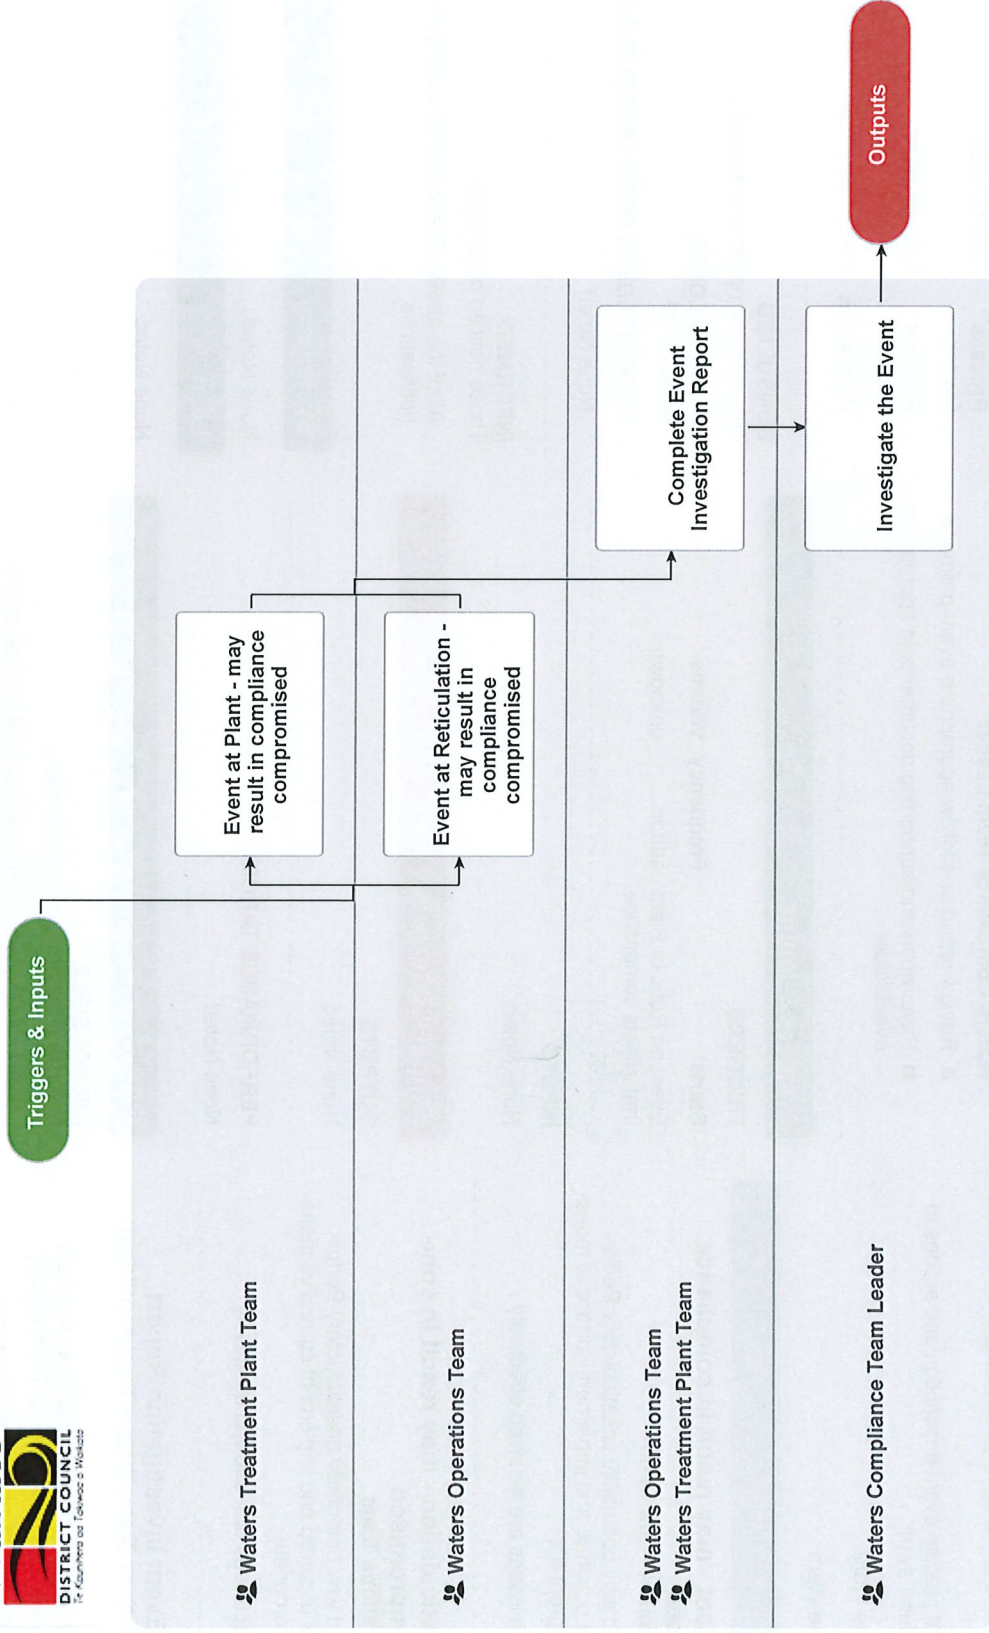 DISTRICT COUNCIL
Te Kaunihera aa Takiwaa o Waikato
Triggers & Inputs
Waters Treatment Plant Team
Event at Plant - may
result in compliance
compromised
Waters Operations Team
Event at Reticulation -
may result in
compliance
compromised
Waters Operations Team
Waters Treatment Plant Team
Complete Event
Investigation Report
Waters Compliance Team Leader
Investigate the Event
Outputs